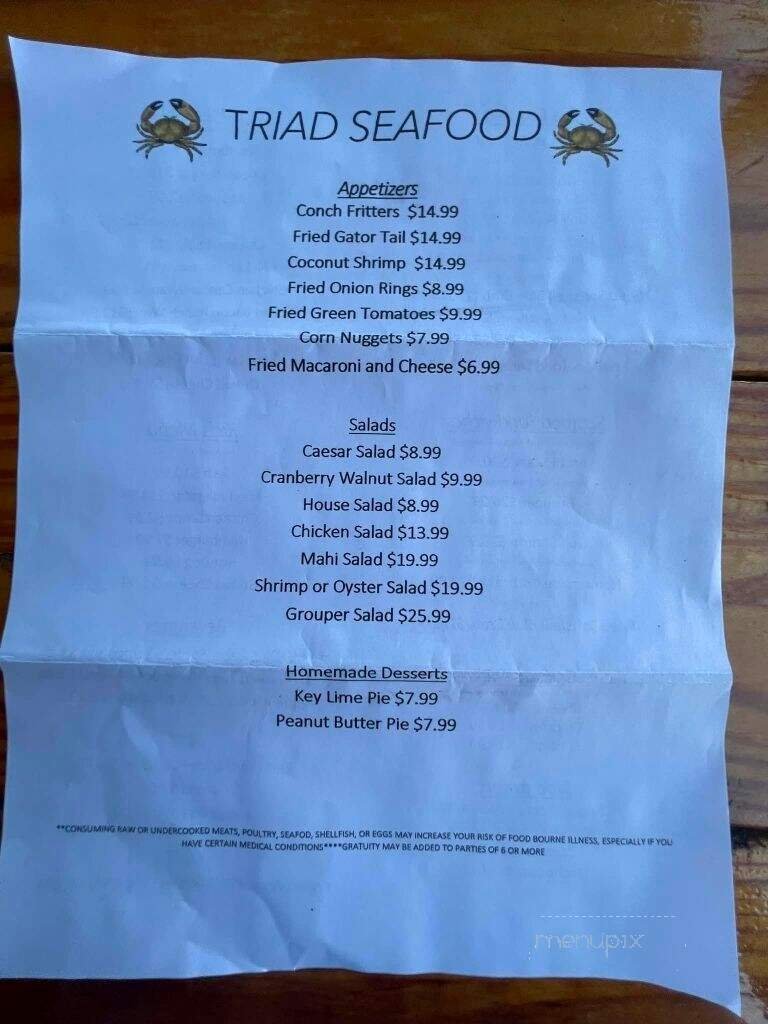 TRIAD SEAFOOD
Appetizers
Conch Fritters $14.99
Fried Gator Tail $14.99
Coconut Shrimp $14.99
Fried Onion Rings $8.99
Fried Green Tomatoes $9.99
Corn Nuggets $7.99
Fried Macaroni and Cheese $6.99
Salads
Caesar Salad $8.99
Cranberry Walnut Salad $9.99
House Salad $8.99
Chicken Salad $13.99
Mahi Salad $19.99
Shrimp or Oyster Salad $19.99
Grouper Salad $25.99
Homemade Desserts
Key Lime Pie $7.99
Peanut Butter Pie $7.99
**CONSUMING RAW OR UNDERCOOKED MEATS, POULTRY, SEAFOD, SHELLFISH, OR EGGS MAY INCREASE YOUR RISK OF FOOD BOURNE ILLNESS, ESPECIALLY IF YOU
HAVE CERTAIN MEDICAL CONDITIONS****GRATUITY MAY BE ADDED TO PARTIES OF 6 OR MORE
menupix